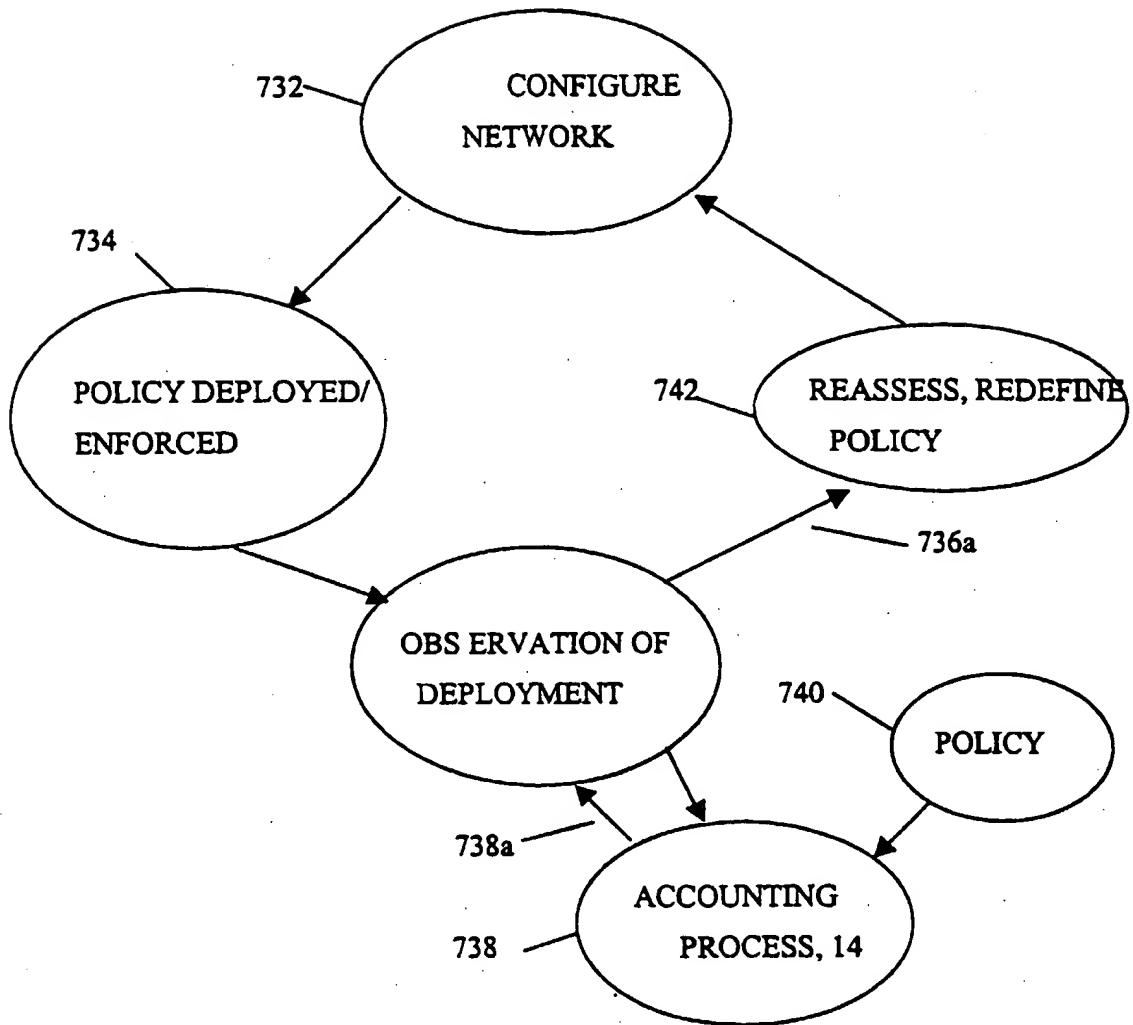 732
CONFIGURE
NETWORK
734
POLICY DEPLOYED/
ENFORCED
742
REASSESS, REDEFINE
POLICY
736a
OBS ERVATION OF
DEPLOYMENT
740
POLICY
738a
738
ACCOUNTING
PROCESS, 14